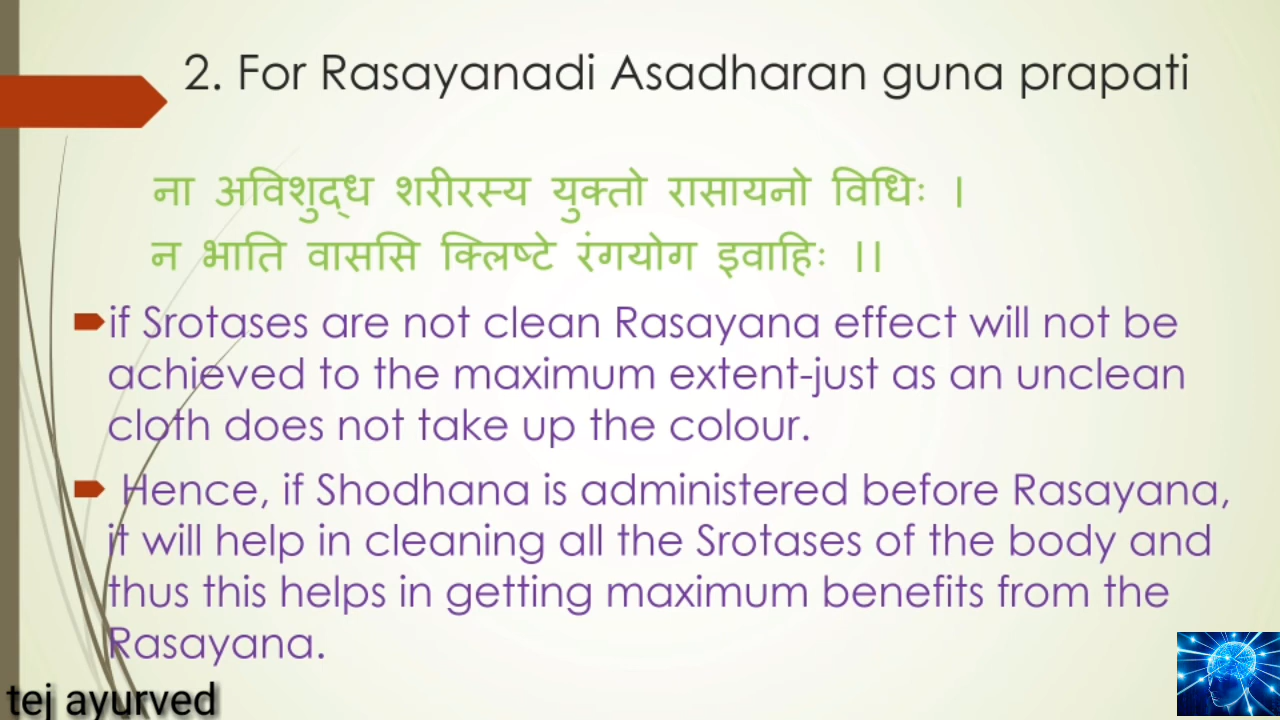 2. For Rasayanadi Asadharan guna prapati
ना अविशुद्ध शरीरस्य युक्तो रासायनो विधिः ।
न भाति वाससि क्लिष्टे रंगयोग इवाहिः ।।
if Srotases are not clean Rasayana effect will not be
achieved to the maximum extent-just as an unclean
cloth does not take up the colour.
Hence, if Shodhana is administered before Rasayana,
it will help in cleaning all the Srotases of the body and
thus this helps in getting maximum benefits from the
Rasayana.
tej ayurved